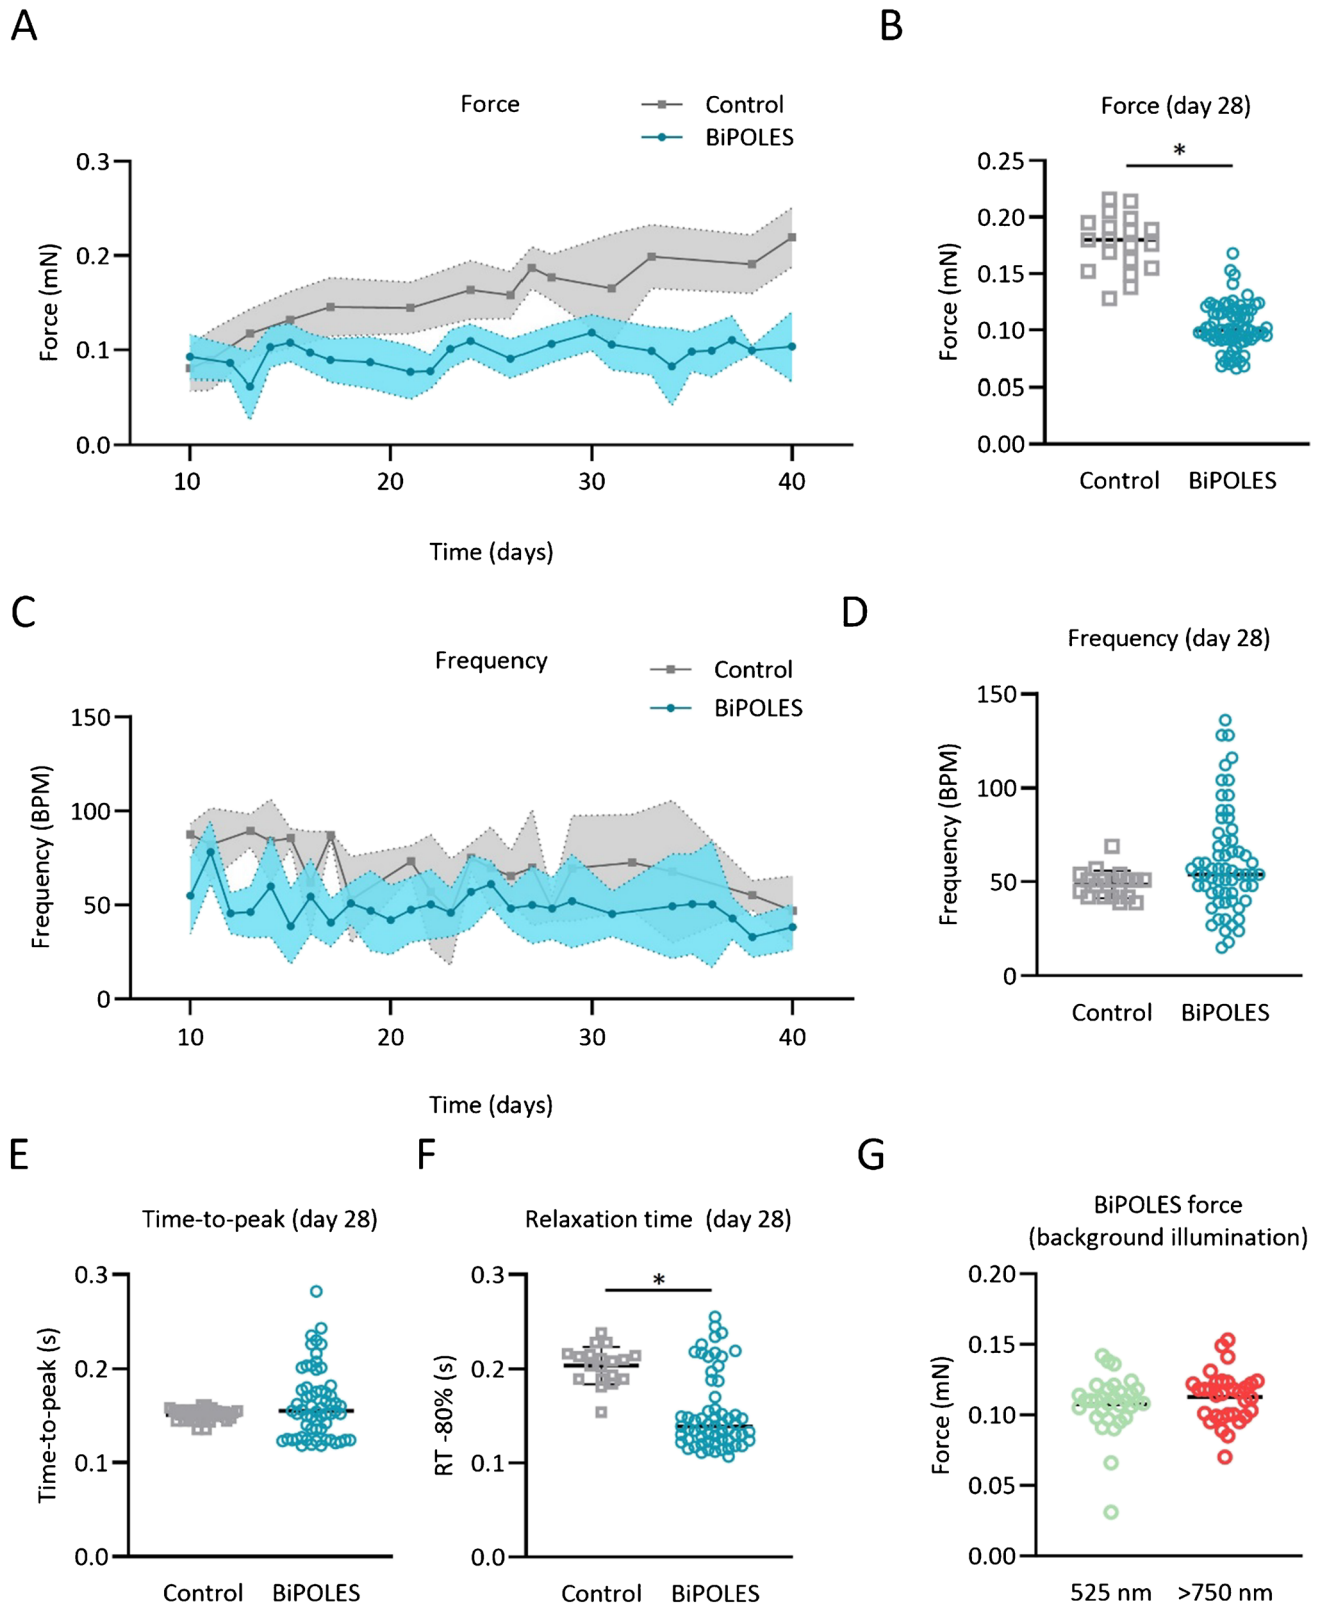 A
B
Force
Control
BiPOLES
Force (day 28)
*
0.3
0.2
0.1
0.0
Force (mN)
10
20
30
40
Time (days)
0.25
0.20
0.15
0.10
0.05
0.00
Force (mN)
Control
BiPOLES
C
D
Frequency
Control
BiPOLES
Frequency (day 28)
150
100
50
0
Frequency (BPM)
10
20
30
40
Time (days)
150
100
50
0
Frequency (BPM)
Control
BiPOLES
E
F
G
Time-to-peak (day 28)
0.3
0.2
0.1
0.0
Time-to-peak (s)
Control
BiPOLES
Relaxation time (day 28)
*
0.3
0.2
0.1
0.0
RT -80% (s)
Control
BiPOLES
BiPOLES force
(background illumination)
0.20
0.15
0.10
0.05
0.00
Force (mN)
525 nm
>750 nm